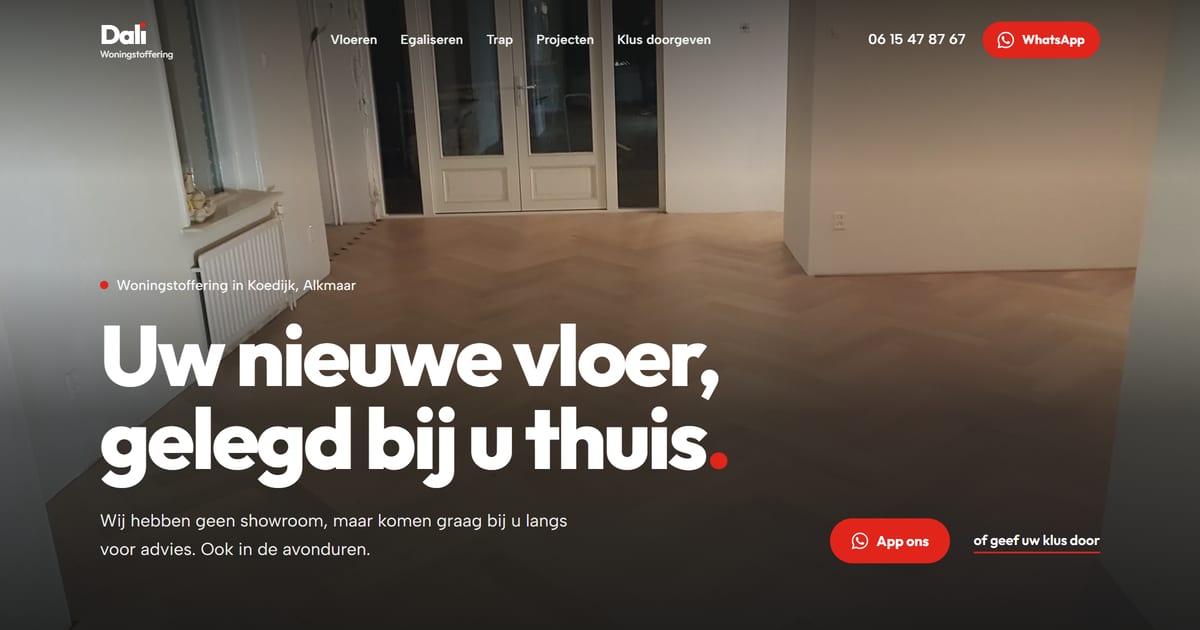 Dali
Woningstoffering
Vloeren Egaliseren Trap Projecten Klus doorgeven
06 15 47 87 67
WhatsApp
Woningstoffering in Koedijk, Alkmaar
Uw nieuwe vloer,
gelegd bij u thuis.
Wij hebben geen showroom, maar komen graag bij u langs
voor advies. Ook in de avonduren.
App ons
of geef uw klus door